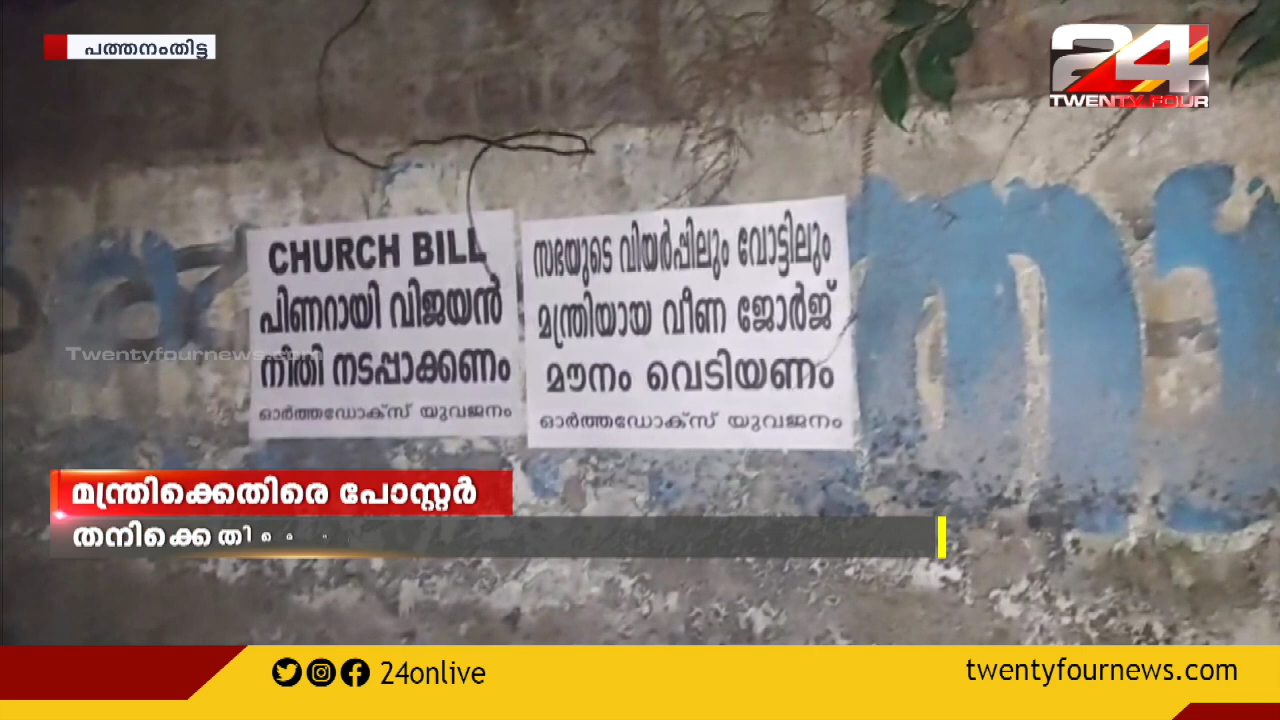 പത്തനംതിട്ട
24
TWENTY FOUR
CHURCH BILL
പിണറായി വിജയൻ
നീതി നടപ്പാക്കണം
ഓർത്തഡോക്സ് യുവജനം
സഭയുടെ വിയർപ്പിലും വോട്ടിലും
മന്ത്രിയായ വീണ ജോർജ്
മൗനം വെടിയണം
ഓർത്തഡോക്സ് യുവജനം
Twentyfournews.com
മന്ത്രിക്കെതിരെ പോസ്റ്റർ
തനിക്കെതിരെ
24onlive
twentyfournews.com